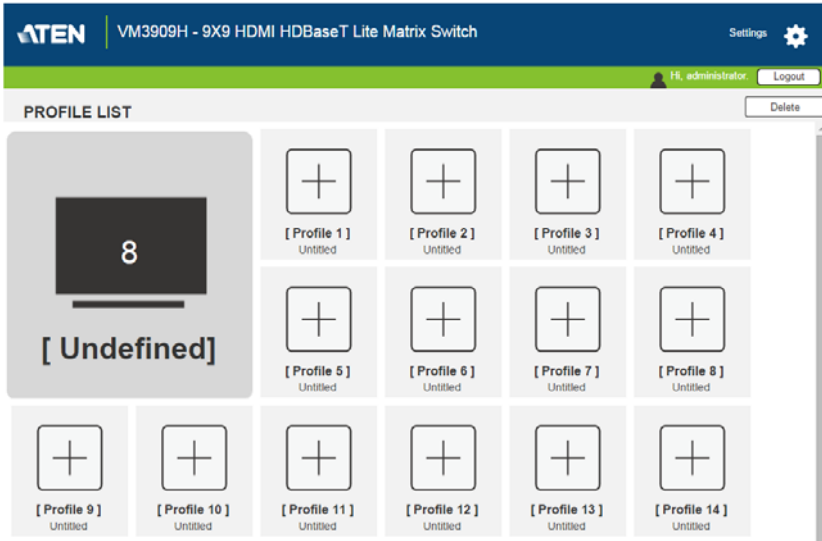 ATEN
VM3909H - 9X9 HDMI HDBaseT Lite Matrix Switch
Settings
Hi, administrator.
Logout
PROFILE LIST
Delete
8
[ Undefined]
[ Profile 1 ]
Untitled
[ Profile 2 ]
Untitled
[ Profile 3 ]
Untitled
[ Profile 4 ]
Untitled
[ Profile 5 ]
Untitled
[ Profile 6 ]
Untitled
[ Profile 7 ]
Untitled
[ Profile 8 ]
Untitled
[ Profile 9 ]
Untitled
[ Profile 10 ]
Untitled
[ Profile 11 ]
Untitled
[ Profile 12 ]
Untitled
[ Profile 13 ]
Untitled
[ Profile 14 ]
Untitled